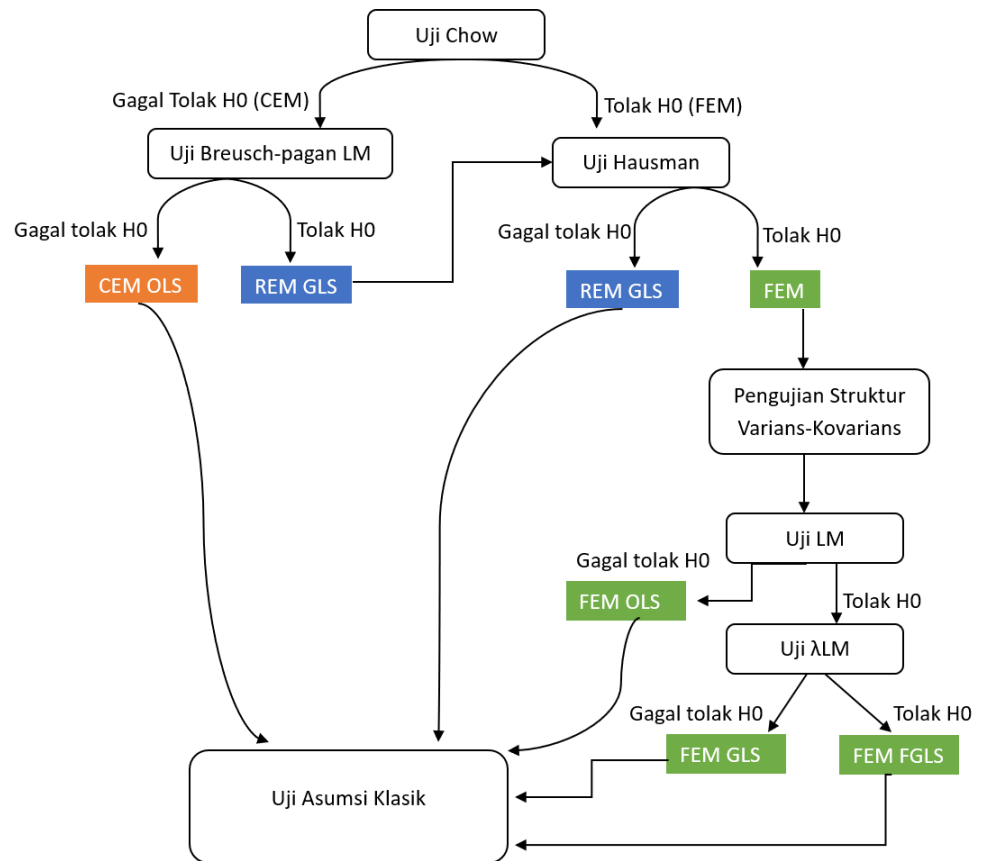 Uji Chow
Gagal Tolak H0 (CEM)
Tolak H0 (FEM)
Uji Breusch-pagan LM
Uji Hausman
Gagal tolak H0
Tolak H0
Gagal tolak H0
Tolak H0
CEM OLS
REM GLS
REM GLS
FEM
Pengujian Struktur
Varians-Kovarians
Uji LM
Gagal tolak H0
FEM OLS
Tolak H0
Uji λLM
Gagal tolak H0
Tolak H0
FEM GLS
FEM FGLS
Uji Asumsi Klasik